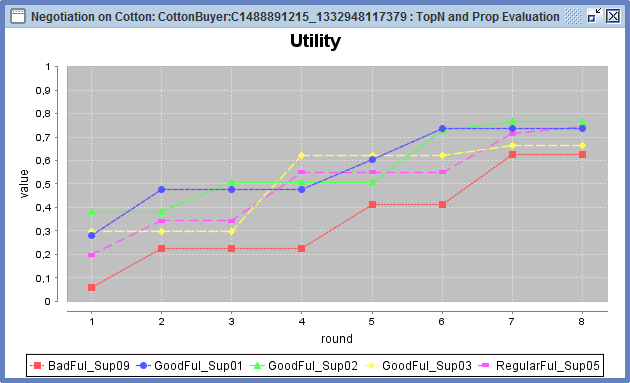 Negotiation on Cotton: CottonBuyer:C1488891215_1332948117379 : TopN and Prop Evaluation
Utility
1
0,9
0,8
0,7
0,6
0,5
0,4
0,3
0,2
0,1
0
value
1 2 3 4 5 6 7 8
round
BadFul_Sup09 GoodFul_Sup01 GoodFul_Sup02 GoodFul_Sup03 RegularFul_Sup05